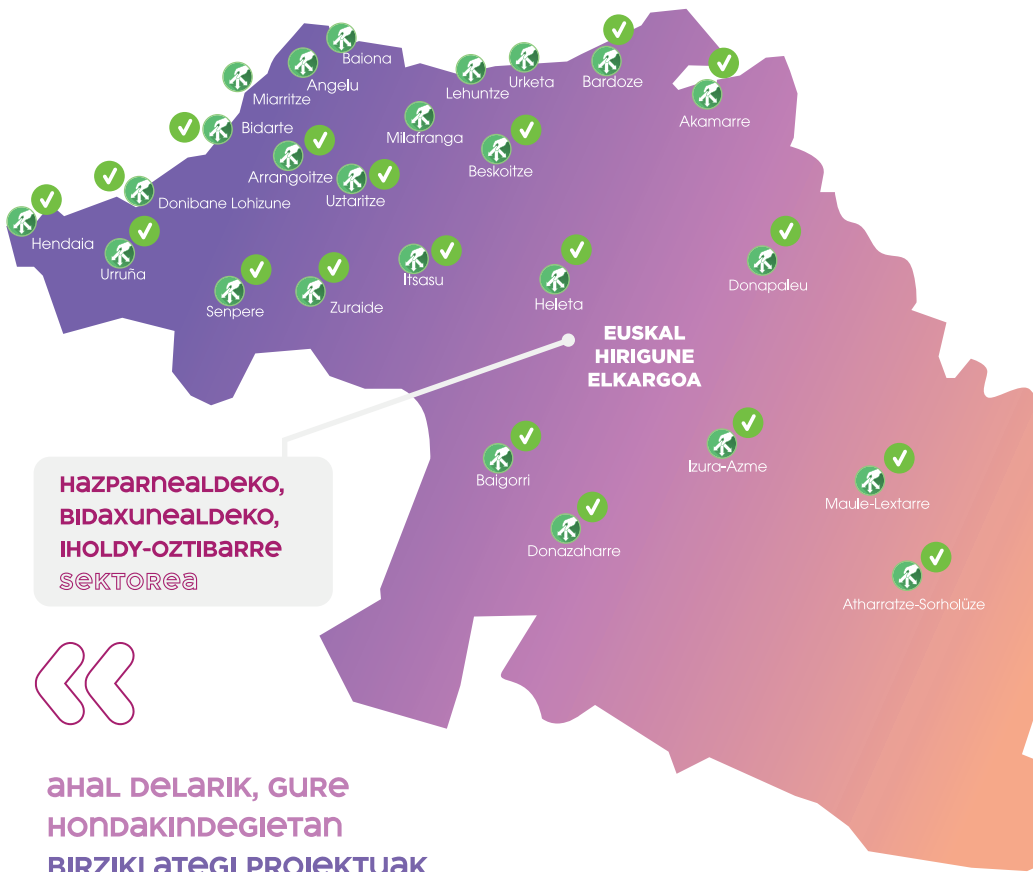 Baiona
Angelu
Miarritze
Lehuntze
Urketa
Bardoze
Akamarre
Bidarte
Milafranga
Arrangoitze
Beskoitze
Uztaritze
Donibane Lohizune
Hendaia
Urruña
Itsasu
Heleta
Donapaleu
Senpere
Zuraide
EUSKAL
HIRIGUNE
ELKARGOA
Baigorri
Izura-Azme
Maule-Lextarre
Donazaharre
Atharratze-Sorholüze
HAZPARNEALDEKO,
BIDAXUNEALDEKO,
IHOLDY-OZTIBARRE
SEKTOREA
AHAL DELARIK, GURE
HONDAKINDEGIETAN
BIRZIKLATEGI PROIEKTUAK